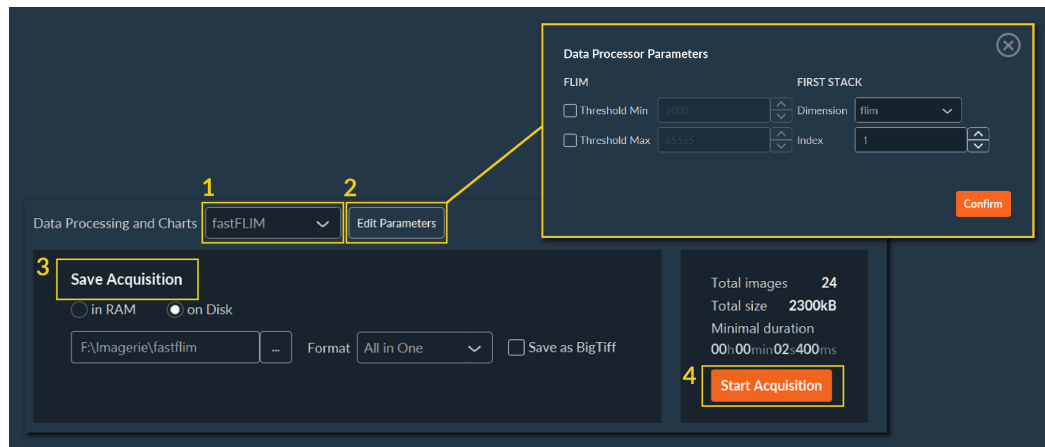 Data Processor Parameters
FLIM FIRST STACK
Threshold Min 3000 Dimension flim
Threshold Max 65535 Index 1
Confirm
1 2
Data Processing and Charts fastFLIM Edit Parameters
3 Save Acquisition
in RAM on Disk
F:\Imagerie\fastflim ... Format All in One Save as BigTiff
Total images 24
Total size 2300kB
Minimal duration
00h00min02s400ms
4 Start Acquisition